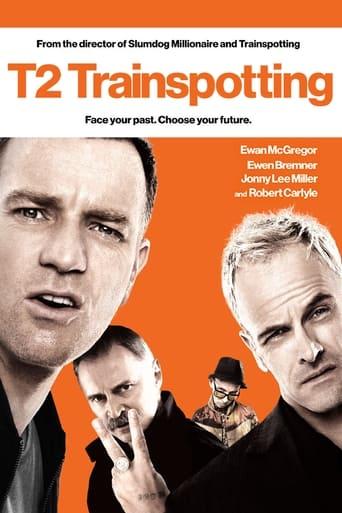 From the director of Slumdog Millionaire and Trainspotting
T2 Trainspotting
Face your past. Choose your future.
Ewan McGregor
Ewen Bremner
Jonny Lee Miller
and Robert Carlyle